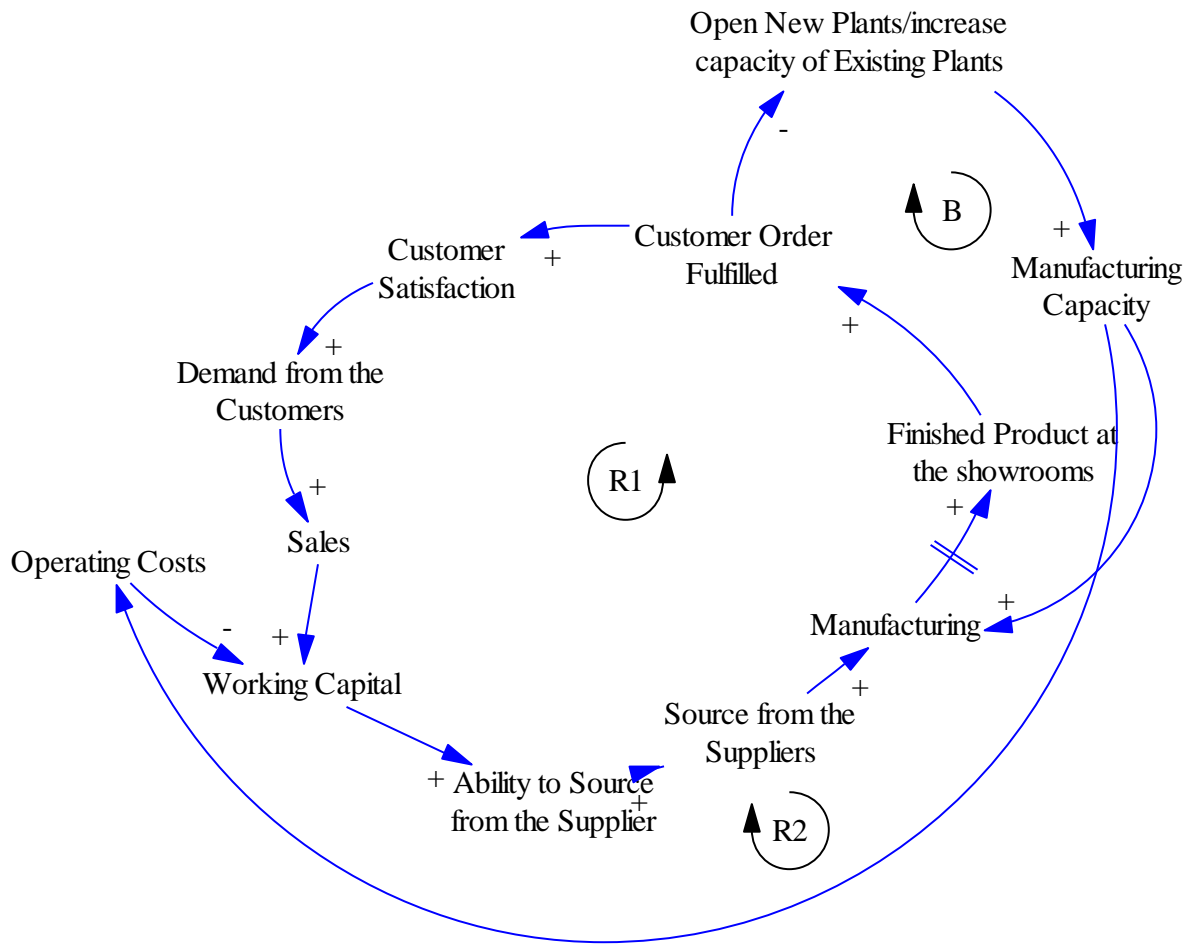 Open New Plants/increase
capacity of Existing Plants
-
B
+
Customer Order
Fulfilled
Customer
Satisfaction
+
Manufacturing
Capacity
+
+
Demand from the
Customers
Finished Product at
the showrooms
R1
+
+
Sales
Operating Costs
+
Manufacturing
-
+
Working Capital
+
Source from the
Suppliers
+
Ability to Source
from the Supplier
+
R2